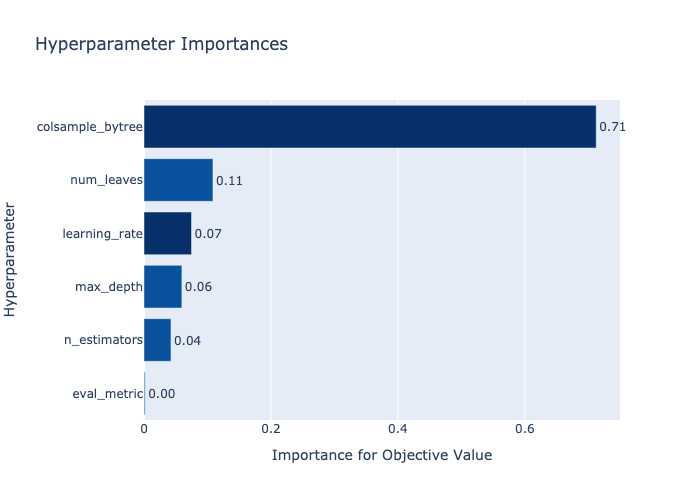 Hyperparameter Importances
Hyperparameter
colsample_bytree 0.71
num_leaves 0.11
learning_rate 0.07
max_depth 0.06
n_estimators 0.04
eval_metric 0.00
0 0.2 0.4 0.6
Importance for Objective Value